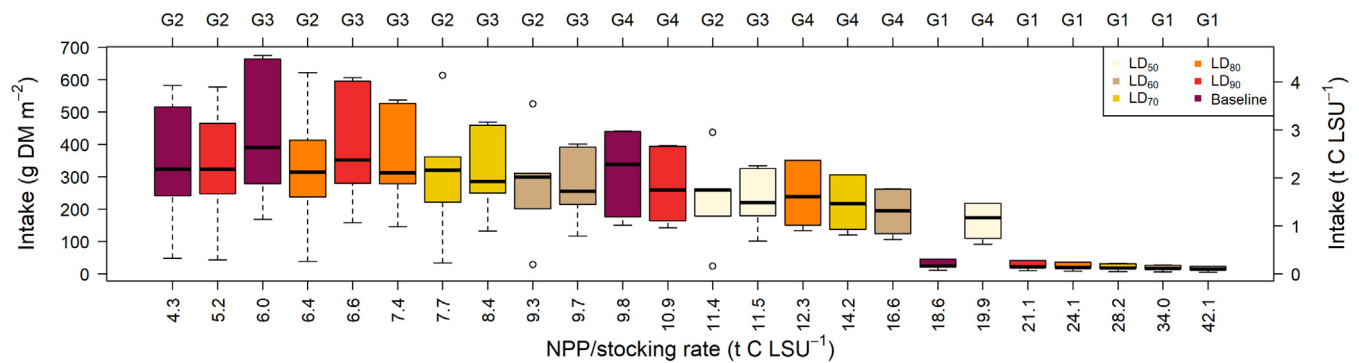 G2 G2 G3 G2 G3 G3 G2 G3 G2 G3 G4 G4 G2 G3 G4 G4 G4 G1 G4 G1 G1 G1 G1 G1
700
600
500
400
300
200
100
0
Intake (g DM m⁻²)
LD₅₀ LD₈₀
LD₆₀ LD₉₀
LD₇₀ Baseline
4
3
2
1
0
Intake (t C LSU⁻¹)
4.3 5.2 6.0 6.4 6.6 7.4 7.7 8.4 9.3 9.7 9.8 10.9 11.4 11.5 12.3 14.2 16.6 18.6 19.9 21.1 24.1 28.2 34.0 42.1
NPP/stocking rate (t C LSU⁻¹)